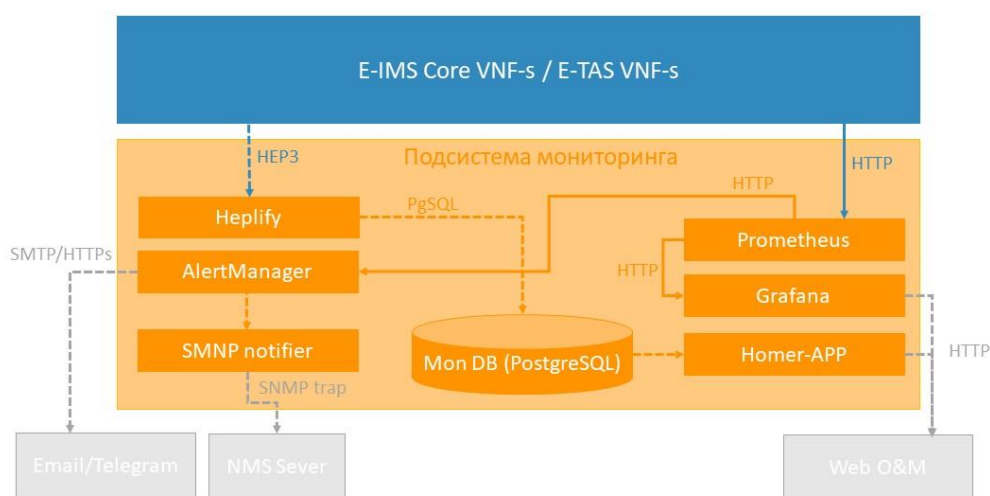 E-IMS Core VNF-s / E-TAS VNF-s
HEP3
Подсистема мониторинга
HTTP
HTTP
PgSQL
Heplify
Prometheus
SMTP/HTTPs
AlertManager
HTTP
Grafana
SMNP notifier
Mon DB (PostgreSQL)
Homer-APP
HTTP
SNMP trap
Email/Telegram
NMS Sever
Web O&M